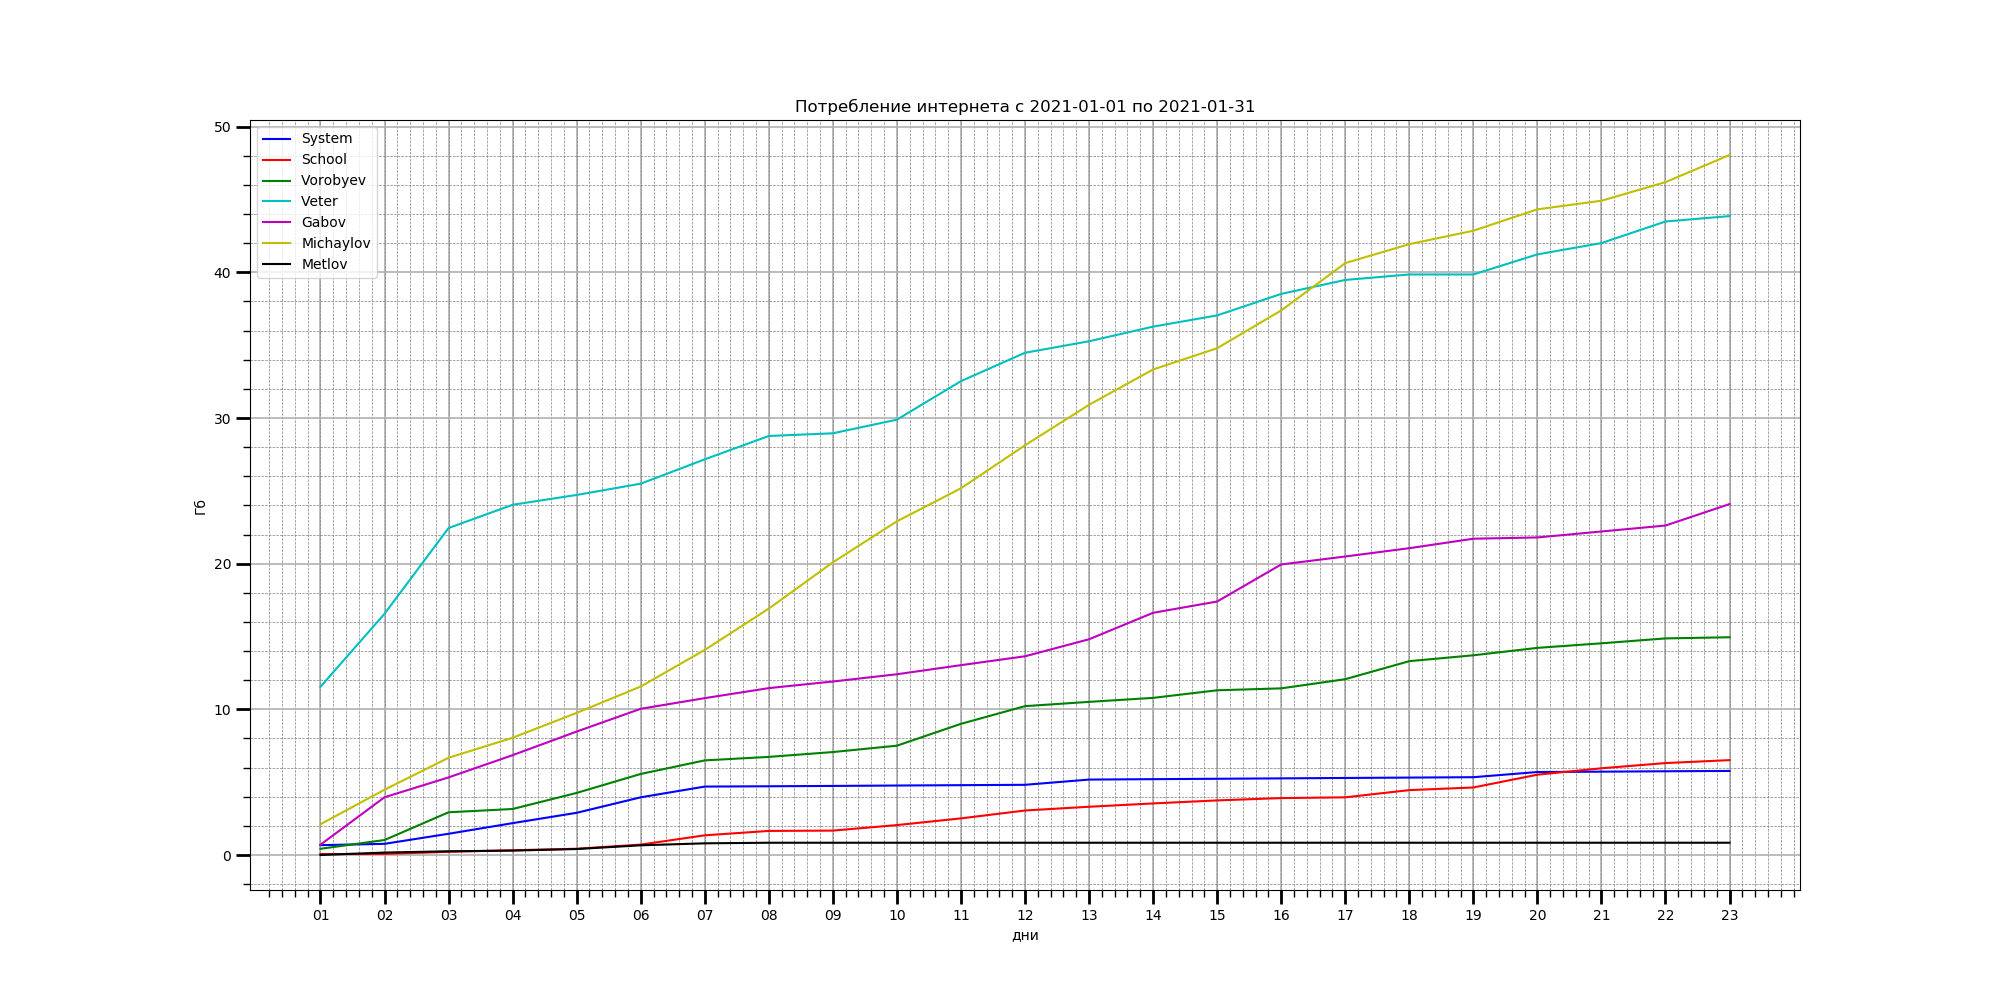 Потребление интернета с 2021-01-01 по 2021-01-31
System
School
Vorobyev
Veter
Gabov
Michaylov
Metlov
50
40
30
20
10
0
Гб
01 02 03 04 05 06 07 08 09 10 11 12 13 14 15 16 17 18 19 20 21 22 23
дни